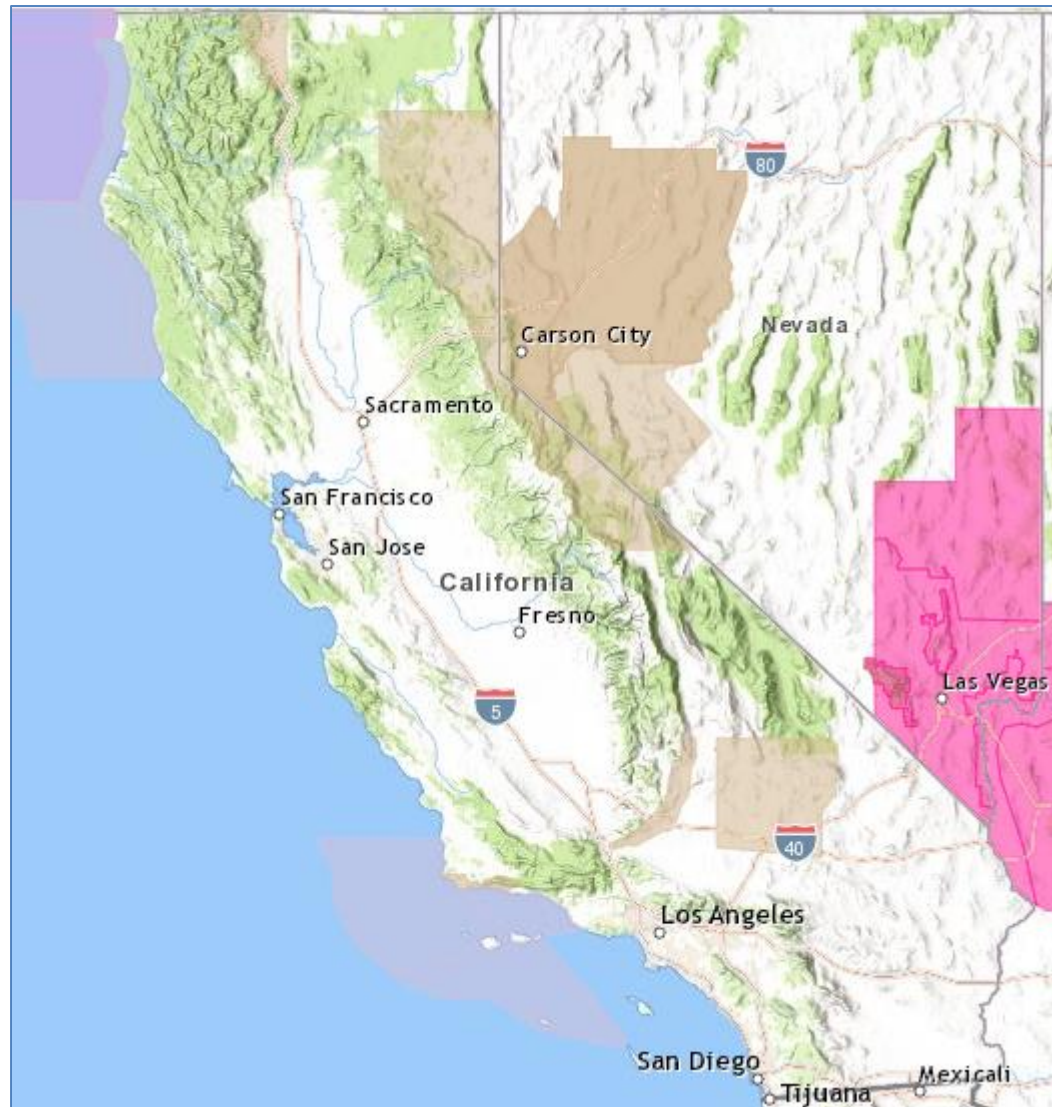 80
Carson City
Nevada
Sacramento
San Francisco
San Jose
California
Fresno
Las Vegas
5
40
Los Angeles
San Diego
Mexicali
Tijuana